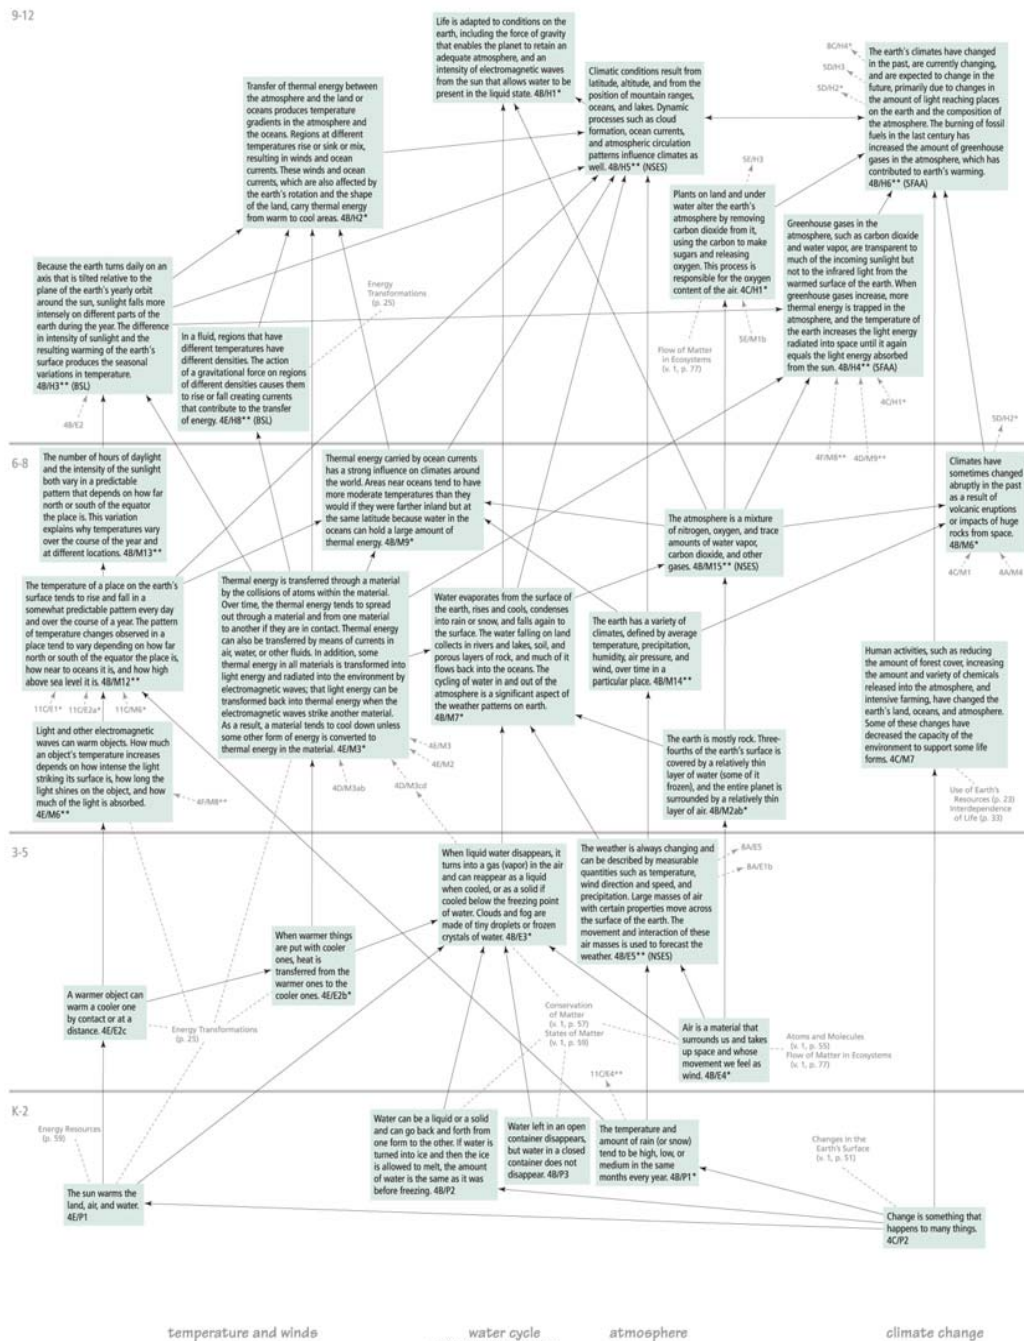 9-12
Life is adapted to conditions on the
earth, including the force of gravity
that enables the planet to retain an
adequate atmosphere, and an
intensity of electromagnetic waves
from the sun that allows water to be
present in the liquid state. 4B/H1*
Climatic conditions result from
latitude, altitude, and from the
position of mountain ranges,
oceans, and lakes. Dynamic
processes such as cloud
formation, ocean currents,
and atmospheric circulation
patterns influence climates as
well. 4B/H5** (NSES)
8C/H4*
5D/H3
5D/H2*
The earth's climates have changed
in the past, are currently changing,
and are expected to change in the
future, primarily due to changes in
the amount of light reaching places
on the earth and the composition of
the atmosphere. The burning of fossil
fuels in the last century has
increased the amount of greenhouse
gases in the atmosphere, which has
contributed to earth's warming.
4B/H6** (SFAA)
Transfer of thermal energy between
the atmosphere and the land or
oceans produces temperature
gradients in the atmosphere and
the oceans. Regions at different
temperatures rise or sink or mix,
resulting in winds and ocean
currents. These winds and ocean
currents, which are also affected by
the earth's rotation and the shape
of the land, carry thermal energy
from warm to cool areas. 4B/H2*
5E/H3
Plants on land and under
water alter the earth's
atmosphere by removing
carbon dioxide from it,
using the carbon to make
sugars and releasing
oxygen. This process is
responsible for the oxygen
content of the air. 4C/H1*
Greenhouse gases in the
atmosphere, such as carbon dioxide
and water vapor, are transparent to
much of the incoming sunlight but
not to the infrared light from the
warmed surface of the earth. When
greenhouse gases increase, more
thermal energy is trapped in the
atmosphere, and the temperature of
the earth increases the light energy
radiated into space until it again
equals the light energy absorbed
from the sun. 4B/H4** (SFAA)
Because the earth turns daily on an
axis that is tilted relative to the
plane of the earth's yearly orbit
around the sun, sunlight falls more
intensely on different parts of the
earth during the year. The difference
in intensity of sunlight and the
resulting warming of the earth's
surface produces the seasonal
variations in temperature.
4B/H3** (BSL)
Energy
Transformations
(p. 25)
In a fluid, regions that have
different temperatures have
different densities. The action
of a gravitational force on regions
of different densities causes them
to rise or fall creating currents
that contribute to the transfer
of energy. 4E/H8** (BSL)
Flow of Matter
in Ecosystems
(v. 1, p. 77)
5E/M1b
4B/E2
4C/H1*
5D/H2*
4F/M8**
4D/M9**
6-8
The number of hours of daylight
and the intensity of the sunlight
both vary in a predictable
pattern that depends on how far
north or south of the equator
the place is. This variation
explains why temperatures vary
over the course of the year and
at different locations. 4B/M13**
Thermal energy carried by ocean currents
has a strong influence on climates around
the world. Areas near oceans tend to have
more moderate temperatures than they
would if they were farther inland but at
the same latitude because water in the
oceans can hold a large amount of
thermal energy. 4B/M9*
The atmosphere is a mixture
of nitrogen, oxygen, and trace
amounts of water vapor,
carbon dioxide, and other
gases. 4B/M15** (NSES)
Climates have
sometimes changed
abruptly in the past
as a result of
volcanic eruptions
or impacts of huge
rocks from space.
4B/M6*
4C/M1
4A/M4
The temperature of a place on the earth's
surface tends to rise and fall in a
somewhat predictable pattern every day
and over the course of a year. The pattern
of temperature changes observed in a
place tend to vary depending on how far
north or south of the equator the place is,
how near to oceans it is, and how high
above sea level it is. 4B/M12**
Thermal energy is transferred through a material
by the collisions of atoms within the material.
Over time, the thermal energy tends to spread
out through a material and from one material
to another if they are in contact. Thermal energy
can also be transferred by means of currents in
air, water, or other fluids. In addition, some
thermal energy in all materials is transformed into
light energy and radiated into the environment by
electromagnetic waves; that light energy can be
transformed back into thermal energy when the
electromagnetic waves strike another material.
As a result, a material tends to cool down unless
some other form of energy is converted to
thermal energy in the material. 4E/M3*
Water evaporates from the surface of
the earth, rises and cools, condenses
into rain or snow, and falls again
to the surface. The water falling on land
collects in rivers and lakes, soil, and
porous layers of rock, and much of it
flows back into the oceans. The
cycling of water in and out of the
atmosphere is a significant aspect of
the weather patterns on earth.
4B/M7*
The earth has a variety of
climates, defined by average
temperature, precipitation,
humidity, air pressure, and
wind, over time in a
particular place. 4B/M14**
Human activities, such as reducing
the amount of forest cover, increasing
the amount and variety of chemicals
released into the atmosphere, and
intensive farming, have changed the
earth's land, oceans, and atmosphere.
Some of these changes have
decreased the capacity of the
environment to support some life
forms. 4C/M7
11C/E1*
11C/E2a*
11C/M6*
Light and other electromagnetic
waves can warm objects. How much
an object's temperature increases
depends on how intense the light
striking its surface is, how long the
light shines on the object, and how
much of the light is absorbed.
4E/M6**
4F/M8**
4E/M3
4E/M2
4D/M3ab
4D/M3cd
The earth is mostly rock. Three-
fourths of the earth's surface is
covered by a relatively thin
layer of water (some of it
frozen), and the entire planet is
surrounded by a relatively thin
layer of air. 4B/M2ab*
Use of Earth's
Resources (p. 23)
Interdependence
of Life (p. 33)
3-5
When liquid water disappears, it
turns into a gas (vapor) in the air
and can reappear as a liquid
when cooled, or as a solid if
cooled below the freezing point
of water. Clouds and fog are
made of tiny droplets or frozen
crystals of water. 4B/E3*
The weather is always changing and
can be described by measurable
quantities such as temperature,
wind direction and speed, and
precipitation. Large masses of air
with certain properties move across
the surface of the earth. The
movement and interaction of these
air masses is used to forecast the
weather. 4B/E5** (NSES)
8A/E5
8A/E1b
When warmer things
are put with cooler
ones, heat is
transferred from the
warmer ones to the
cooler ones. 4E/E2b*
A warmer object can
warm a cooler one
by contact or at a
distance. 4E/E2c
Energy Transformations
(p. 25)
Conservation
of Matter
(v. 1, p. 57)
States of Matter
(v. 1, p. 59)
Air is a material that
surrounds us and takes
up space and whose
movement we feel as
wind. 4B/E4*
Atoms and Molecules
(v. 1, p. 55)
Flow of Matter in Ecosystems
(v. 1, p. 77)
11C/E4**
K-2
Energy Resources
(p. 59)
Water can be a liquid or a solid
and can go back and forth from
one form to the other. If water is
turned into ice and then the ice
is allowed to melt, the amount
of water is the same as it was
before freezing. 4B/P2
Water left in an open
container disappears,
but water in a closed
container does not
disappear. 4B/P3
The temperature and
amount of rain (or snow)
tend to be high, low, or
medium in the same
months every year. 4B/P1*
Changes in the
Earth's Surface
(v. 1, p. 51)
The sun warms the
land, air, and water.
4E/P1
Change is something that
happens to many things.
4C/P2
temperature and winds
water cycle
atmosphere
climate change